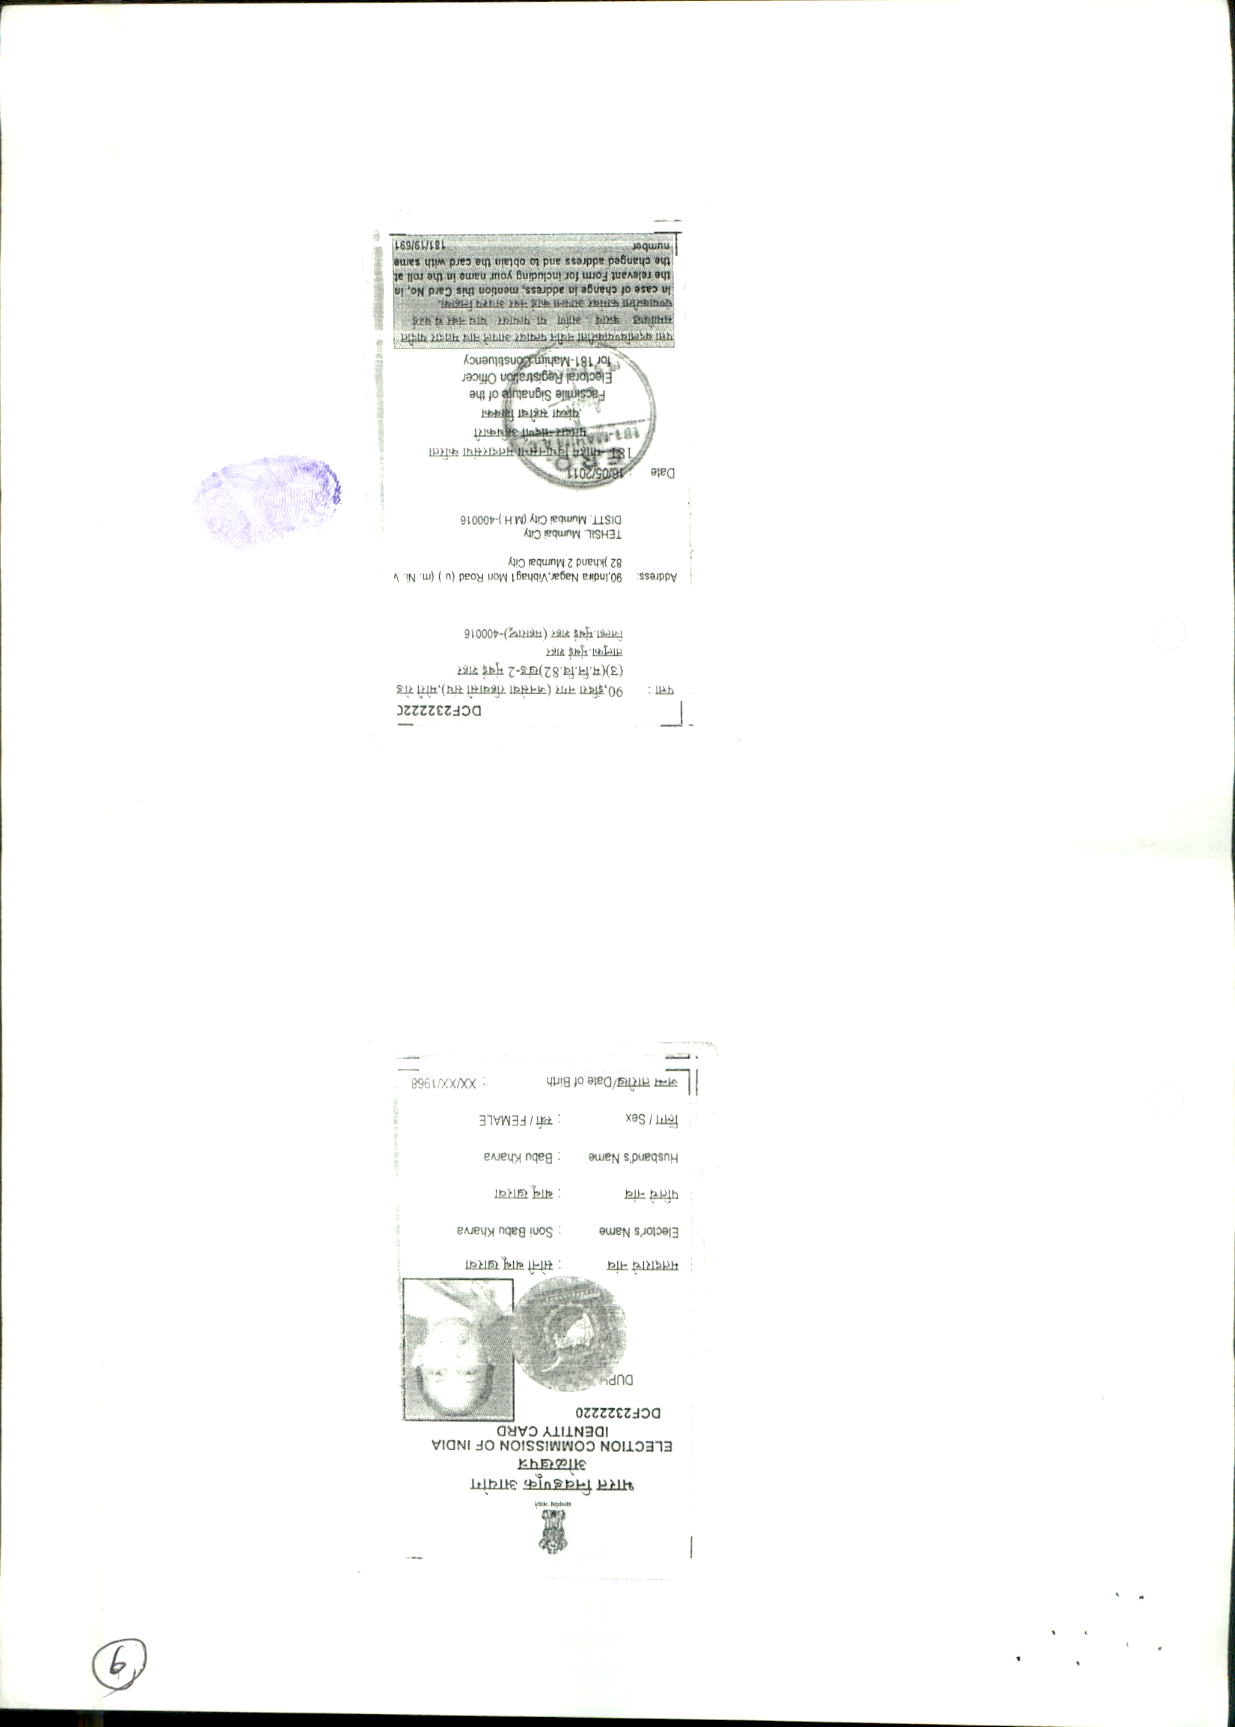 9
सत्यमेव जयते
भारत निवडणूक आयोग
ओळखपत्र
ELECTION COMMISSION OF INDIA
IDENTITY CARD
DCF2322220
मतदाराचे नांव : सोनी बाबू खारवा
Elector's Name : Soni Babu Kharva
पतिचे नांव : बाबू खारवा
Husband's Name : Babu Kharva
लिंग / Sex : स्त्री / FEMALE
जन्म तारीख/Date of Birth : XX/XX/1968
DCF2322220
पत्ता : 90,इंदिरा नगर (जनसेवा रहिवासी संघ),मोरी रोड
(उ)(म.नि.वि.82)खंड-2 मुंबई शहर
तालुका.मुंबई शहर
जिल्हा.मुंबई शहर (महाराष्ट्र)-400016
Address: 90,Indira Nagar,Vibhag1 Mori Road (u ) (m. Ni. V
82 )khand 2 Mumbai City
TEHSIL. Mumbai City
DISTT. Mumbai City (M.H.)-400016
Date : 16/05/2011
E.R.O.
181-MAHIM A.C.
181-माहिम विधानसभा मतदारसंघा करिता
मतदार नोंदणी अधिकारी
यांच्या सहीचा शिक्का
Facsimile Signature of the
Electoral Registration Officer
for 181-Mahim Constituency
पत्ता बदलविण्याकरीता नवीन पत्यावर आपले नाव मतदार यादीत
समाविष्ठ करावे आणि या पत्यावर याच नंबर चे कार्ड
घेण्याकरीता फार्मवर आपला कार्ड नंबर अवश्य लिहावा.
In case of change in address, mention this Card No, in
the relevant Form for including your name in the roll at
the changed address and to obtain the card with same
number 181/19/691